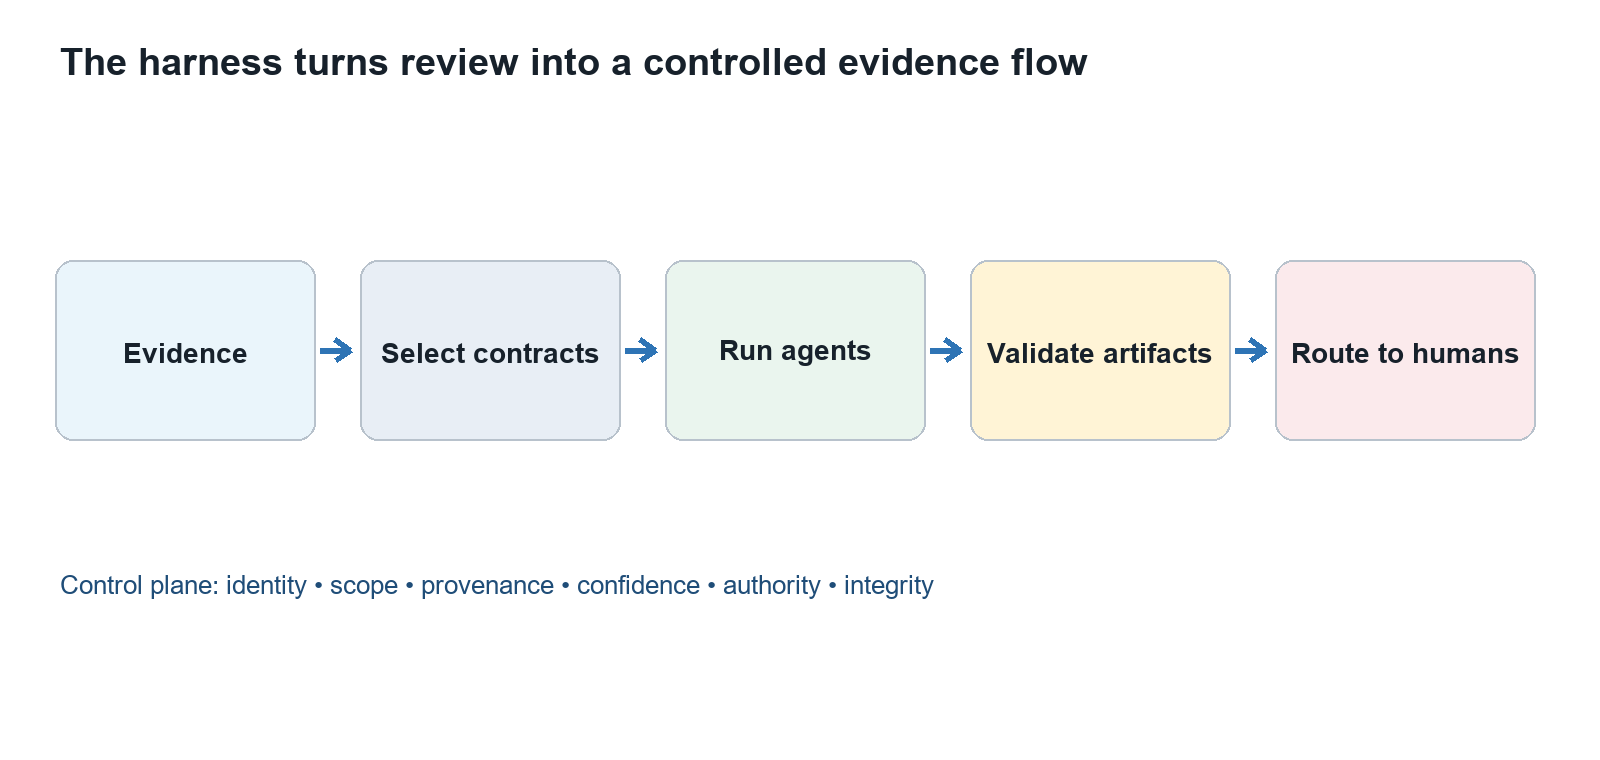 The harness turns review into a controlled evidence flow
Evidence
Select contracts
Run agents
Validate artifacts
Route to humans
Control plane: identity • scope • provenance • confidence • authority • integrity